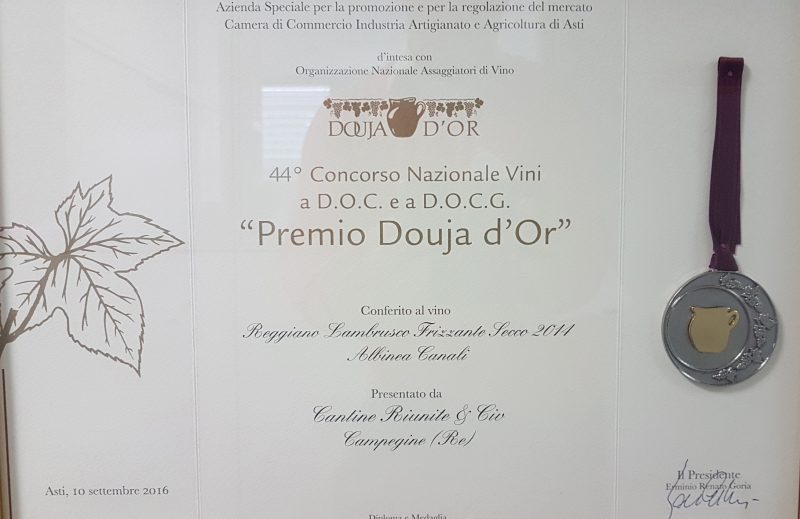 Azienda Speciale per la promozione e per la regolazione del mercato
Camera di Commercio Industria Artigianato e Agricoltura di Asti
d'intesa con
Organizzazione Nazionale Assaggiatori di Vino
DOUJA D'OR
44° Concorso Nazionale Vini
a D.O.C. e a D.O.C.G.
“Premio Douja d'Or”
Conferito al vino
Reggiano Lambrusco Frizzante Secco 2011
Albinea Canali
Presentato da
Cantine Riunite & Civ
Campegine (Re)
Asti, 10 settembre 2016
Il Presidente
Erminio Renato Goria
Diploma e Medaglia